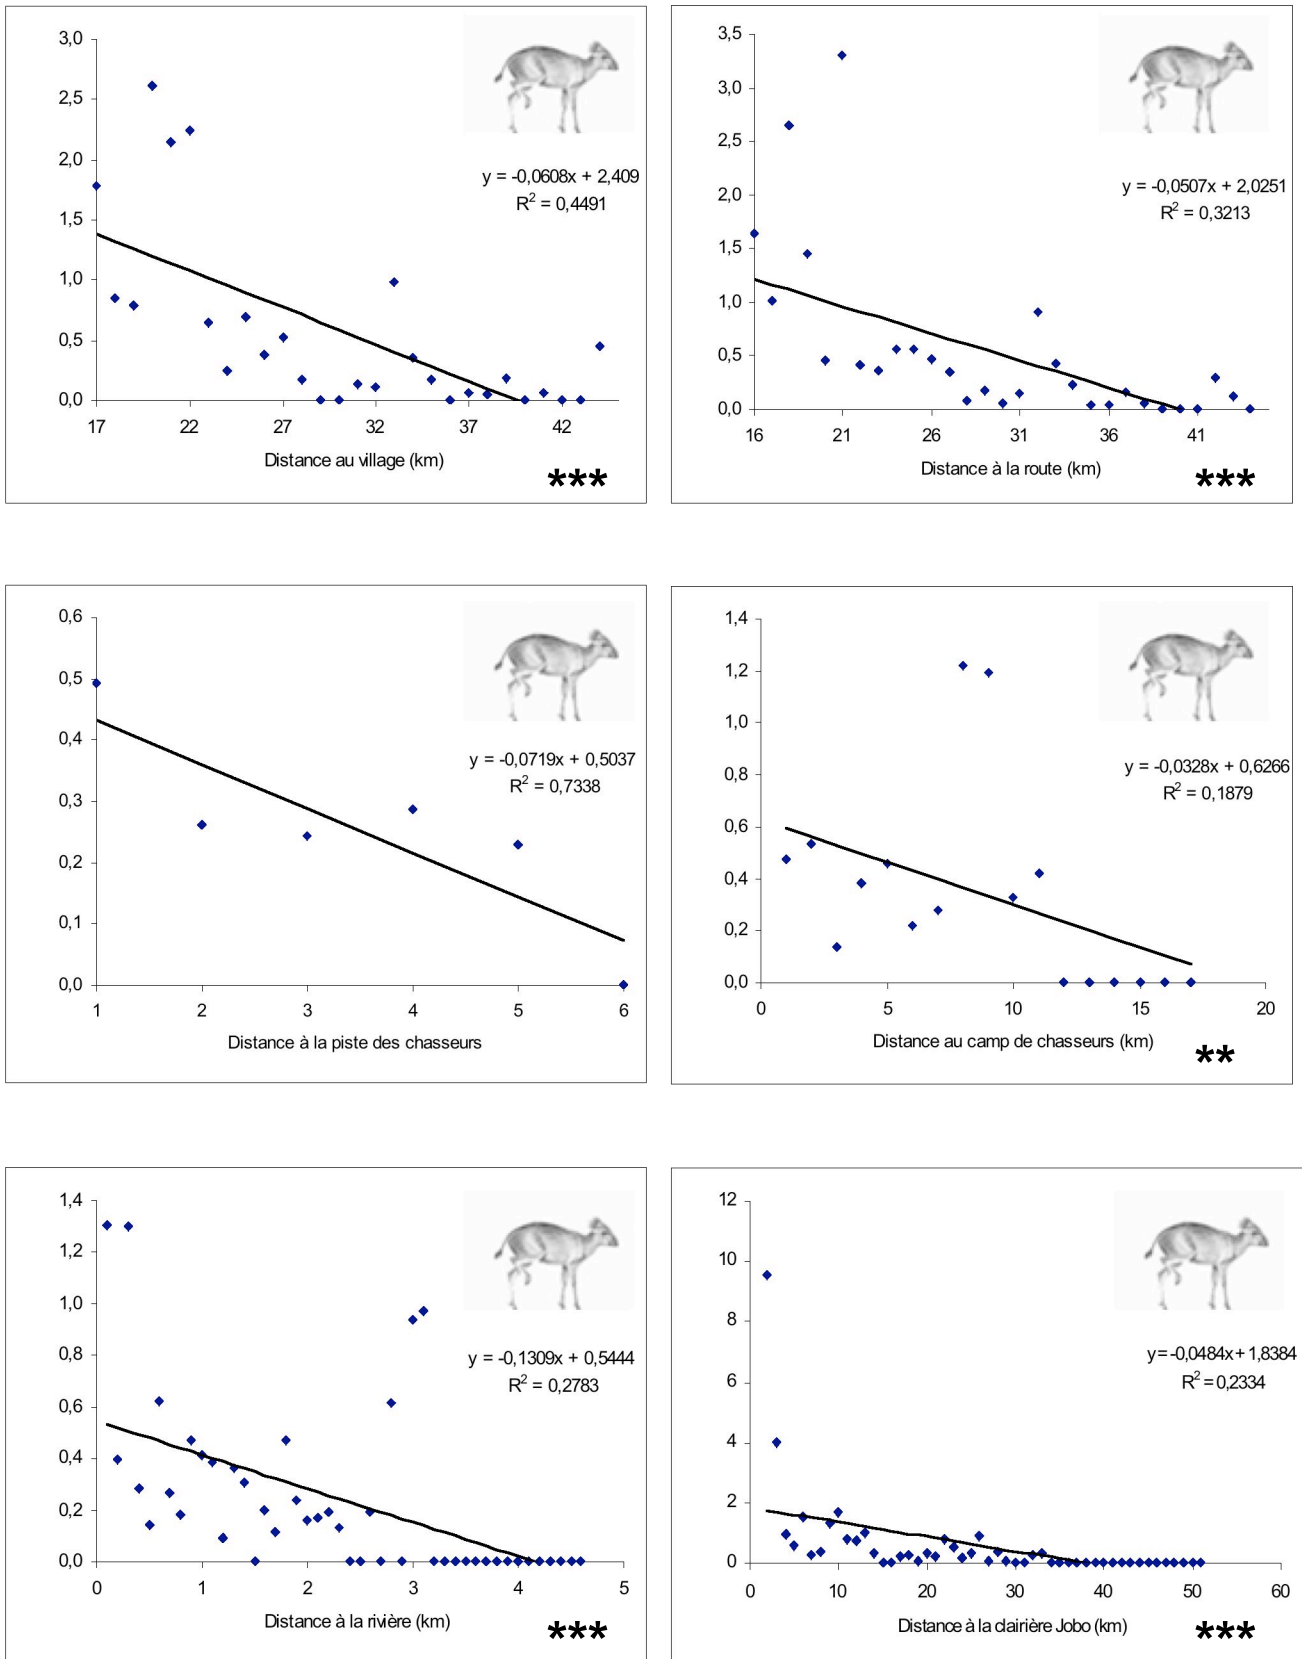 3,0
2,5
2,0
1,5
1,0
0,5
0,0
17 22 27 32 37 42
Distance au village (km)
y = -0,0608x + 2,409
R² = 0,4491
***
3,5
3,0
2,5
2,0
1,5
1,0
0,5
0,0
16 21 26 31 36 41
Distance à la route (km)
y = -0,0507x + 2,0251
R² = 0,3213
***
0,6
0,5
0,4
0,3
0,2
0,1
0,0
1 2 3 4 5 6
Distance à la piste des chasseurs
y = -0,0719x + 0,5037
R² = 0,7338
1,4
1,2
1,0
0,8
0,6
0,4
0,2
0,0
0 5 10 15 20
Distance au camp de chasseurs (km)
y = -0,0328x + 0,6266
R² = 0,1879
**
1,4
1,2
1,0
0,8
0,6
0,4
0,2
0,0
0 1 2 3 4 5
Distance à la rivière (km)
y = -0,1309x + 0,5444
R² = 0,2783
***
12
10
8
6
4
2
0
0 10 20 30 40 50 60
Distance à la clairière Jobo (km)
y=-0,0484x+1,8384
R²=0,2334
***